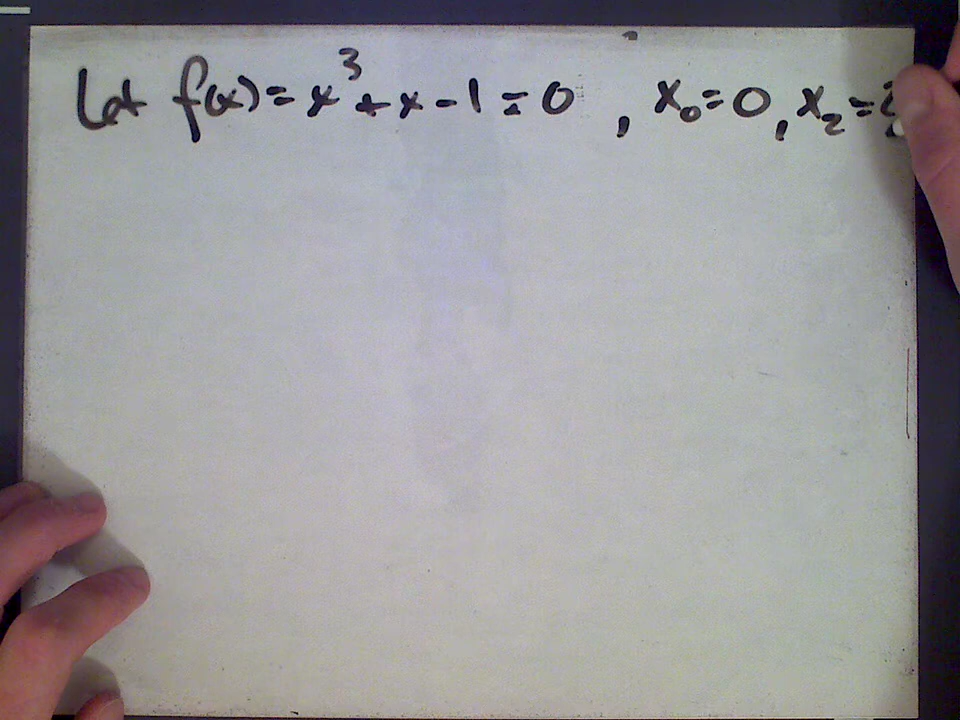 Let f(x) = x³ + x - 1 = 0 , x₀ = 0, x₂ =